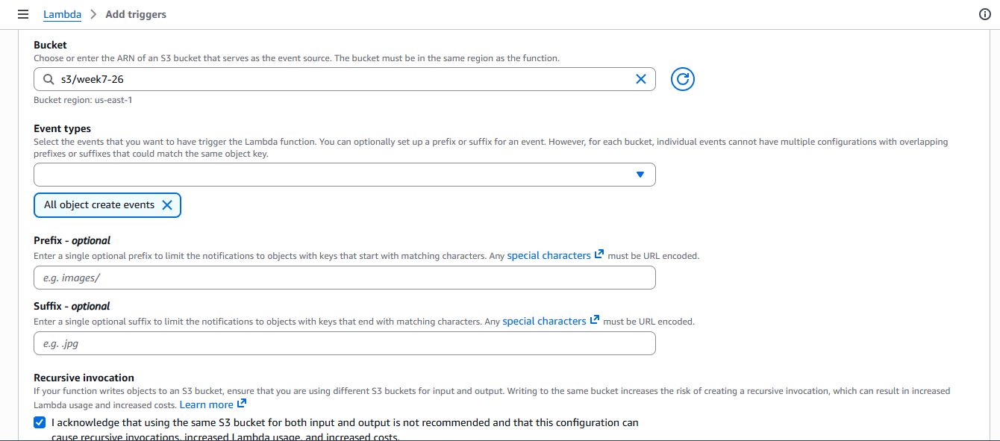 Lambda > Add triggers
Bucket
Choose or enter the ARN of an S3 bucket that serves as the event source. The bucket must be in the same region as the function.
s3/week7-26
Bucket region: us-east-1
Event types
Select the events that you want to have trigger the Lambda function. You can optionally set up a prefix or suffix for an event. However, for each bucket, individual events cannot have multiple configurations with overlapping
prefixes or suffixes that could match the same object key.
All object create events
Prefix - optional
Enter a single optional prefix to limit the notifications to objects with keys that start with matching characters. Any special characters must be URL encoded.
e.g. images/
Suffix - optional
Enter a single optional suffix to limit the notifications to objects with keys that end with matching characters. Any special characters must be URL encoded.
e.g. .jpg
Recursive invocation
If your function writes objects to an S3 bucket, ensure that you are using different S3 buckets for input and output. Writing to the same bucket increases the risk of creating a recursive invocation, which can result in increased
Lambda usage and increased costs. Learn more
I acknowledge that using the same S3 bucket for both input and output is not recommended and that this configuration can
cause recursive invocations, increased Lambda usage, and increased costs.